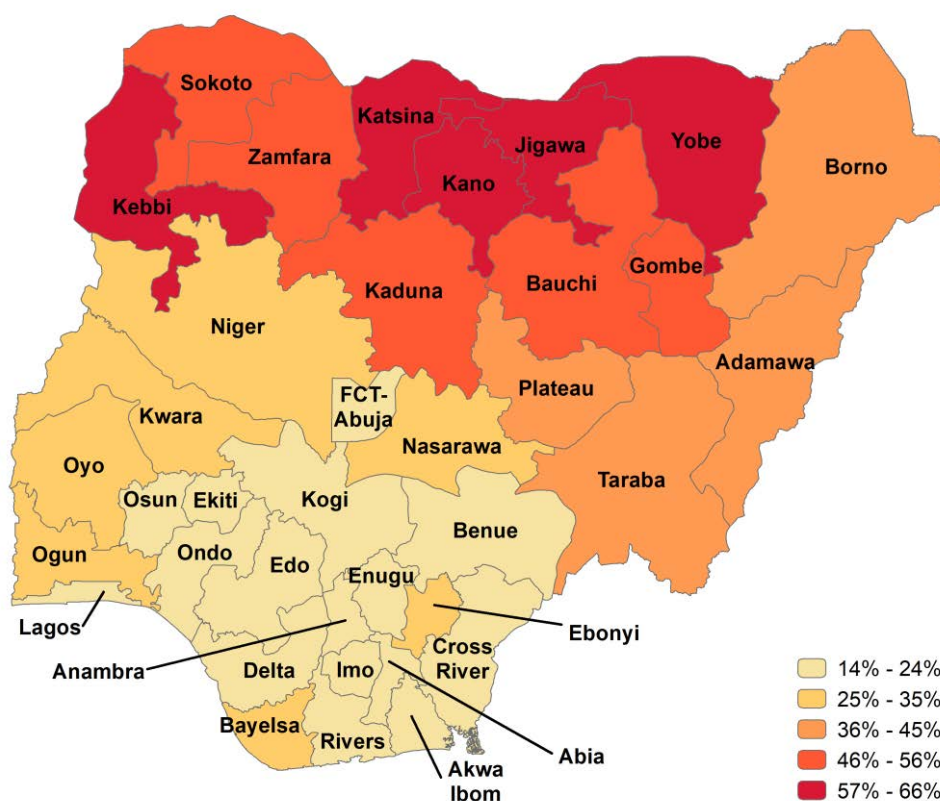 Sokoto
Katsina
Zamfara
Jigawa
Yobe
Borno
Kano
Kebbi
Kaduna
Bauchi
Gombe
Niger
Adamawa
FCT-
Abuja
Plateau
Kwara
Nasarawa
Oyo
Taraba
Osun
Ekiti
Kogi
Benue
Ogun
Ondo
Edo
Enugu
Lagos
Ebonyi
Anambra
Delta
Imo
Cross
River
Bayelsa
Rivers
Abia
Akwa
Ibom
14% - 24%
25% - 35%
36% - 45%
46% - 56%
57% - 66%